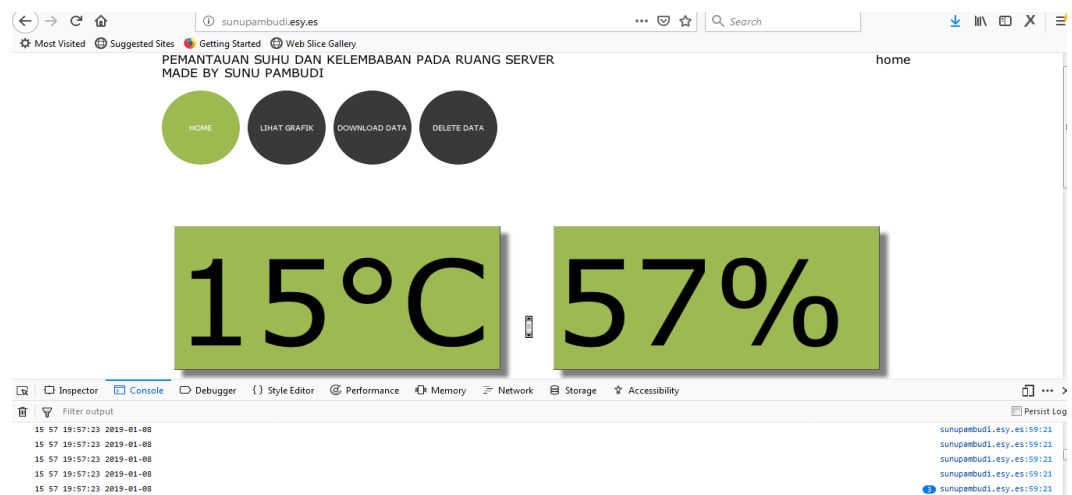 sunupambudi.esy.es
Search
Most Visited Suggested Sites Getting Started Web Slice Gallery
PEMANTAUAN SUHU DAN KELEMBABAN PADA RUANG SERVER home
MADE BY SUNU PAMBUDI
HOME LIHAT GRAFIK DOWNLOAD DATA DELETE DATA
15°C 57%
Inspector Console Debugger {} Style Editor Performance Memory Network Storage Accessibility
Filter output Persist Log
15 57 19:57:23 2019-01-08 sunupambudi.esy.es:59:21
15 57 19:57:23 2019-01-08 sunupambudi.esy.es:59:21
15 57 19:57:23 2019-01-08 sunupambudi.esy.es:59:21
15 57 19:57:23 2019-01-08 sunupambudi.esy.es:59:21
15 57 19:57:23 2019-01-08 3 sunupambudi.esy.es:59:21